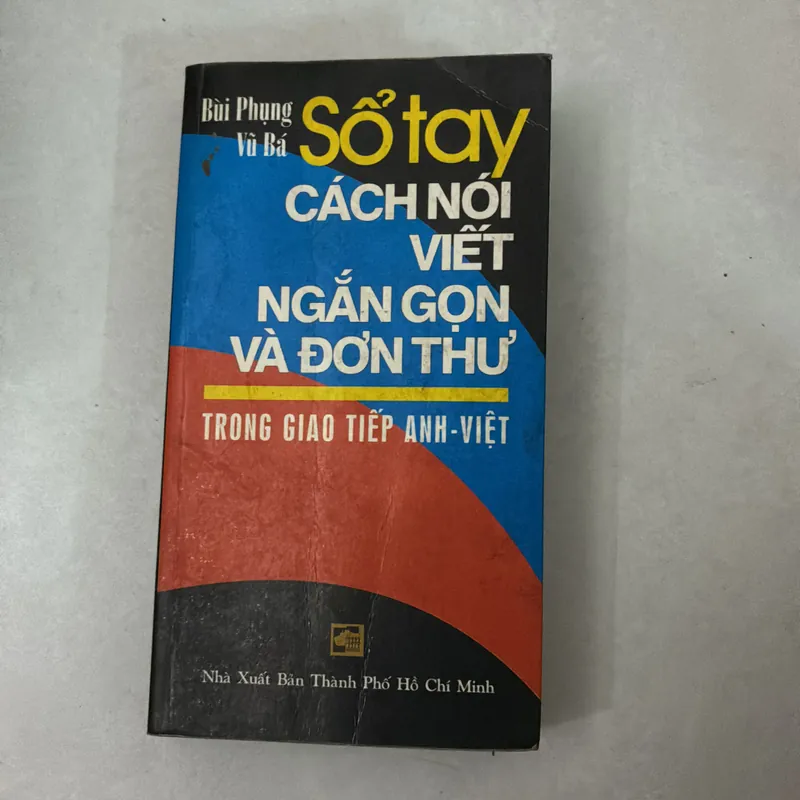 Bùi Phụng
Vũ Bá
Sổ tay
CÁCH NÓI
VIẾT
NGẮN GỌN
VÀ ĐƠN THƯ
TRONG GIAO TIẾP ANH-VIỆT
Nhà Xuất Bản Thành Phố Hồ Chí Minh